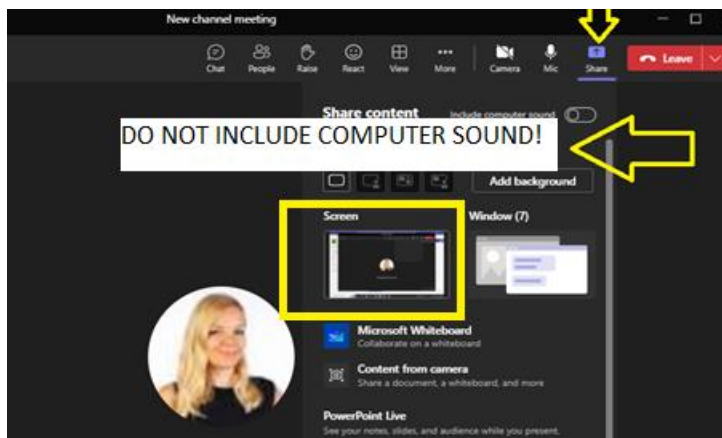 New channel meeting
Chat People Raise React View More Camera Mic Share Leave
Share content Include computer sound
DO NOT INCLUDE COMPUTER SOUND!
Add background
Screen Window (7)
Microsoft Whiteboard
Collaborate on a whiteboard
Content from camera
Share a document, a whiteboard, and more
PowerPoint Live
See your notes, slides, and audience while you present.